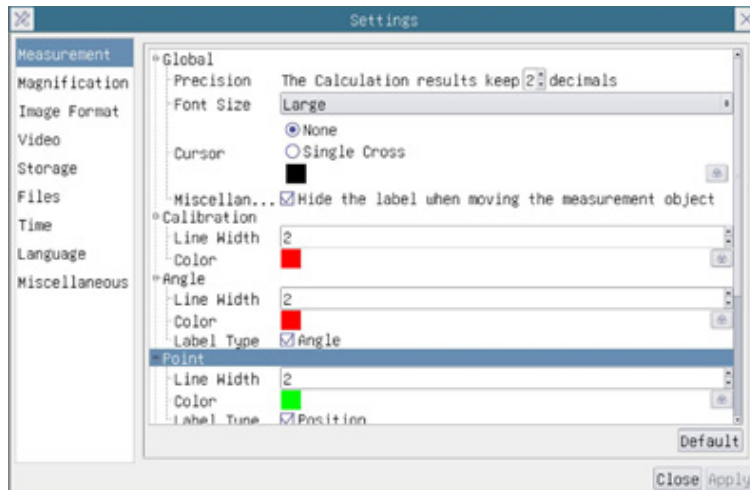 Settings
Measurement
Magnification
Image Format
Video
Storage
Files
Time
Language
Miscellaneous
Global
Precision The Calculation results keep 2 decimals
Font Size Large
None
Cursor Single Cross
Miscellan... Hide the label when moving the measurement object
Calibration
Line Width 2
Color
Angle
Line Width 2
Color
Label Type Angle
Point
Line Width 2
Color
Label Type Position
Default
Close Apply